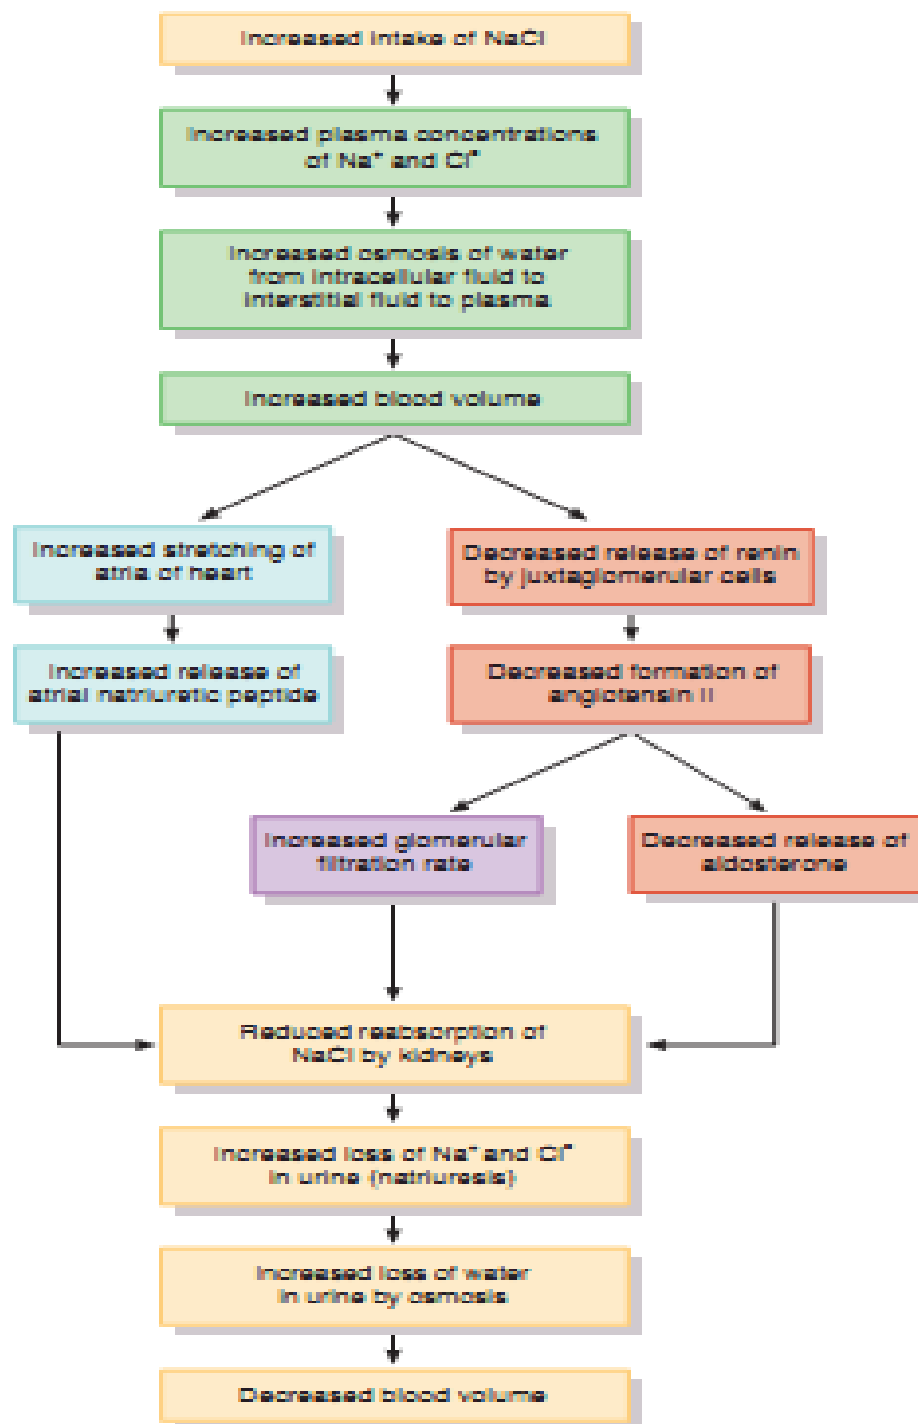 Increased intake of NaCl
Increased plasma concentrations
of Na⁺ and Cl⁻
Increased osmosis of water
from intracellular fluid to
interstitial fluid to plasma
Increased blood volume
Increased stretching of
atria of heart
Decreased release of renin
by juxtaglomerular cells
Increased release of
atrial natriuretic peptide
Decreased formation of
angiotensin II
Increased glomerular
filtration rate
Decreased release of
aldosterone
Reduced reabsorption of
NaCl by kidneys
Increased loss of Na⁺ and Cl⁻
in urine (natriuresis)
Increased loss of water
in urine by osmosis
Decreased blood volume